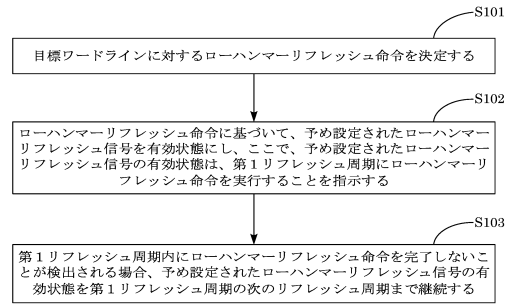 S101
目標ワードラインに対するローハンマーリフレッシュ命令を決定する
S102
ローハンマーリフレッシュ命令に基づいて、予め設定されたローハンマー
リフレッシュ信号を有効状態にし、ここで、予め設定されたローハンマー
リフレッシュ信号の有効状態は、第１リフレッシュ周期にローハンマーリ
フレッシュ命令を実行することを指示する
S103
第１リフレッシュ周期内にローハンマーリフレッシュ命令を完了しないこ
とが検出される場合、予め設定されたローハンマーリフレッシュ信号の有
効状態を第１リフレッシュ周期の次のリフレッシュ周期まで継続する